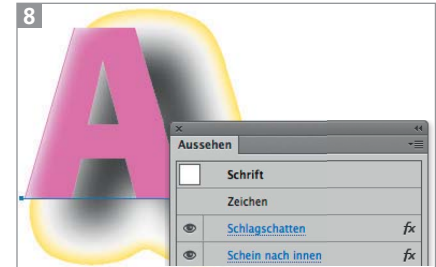 8
A
Aussehen
Schrift
Zeichen
Schlagschatten fx
Schein nach innen fx